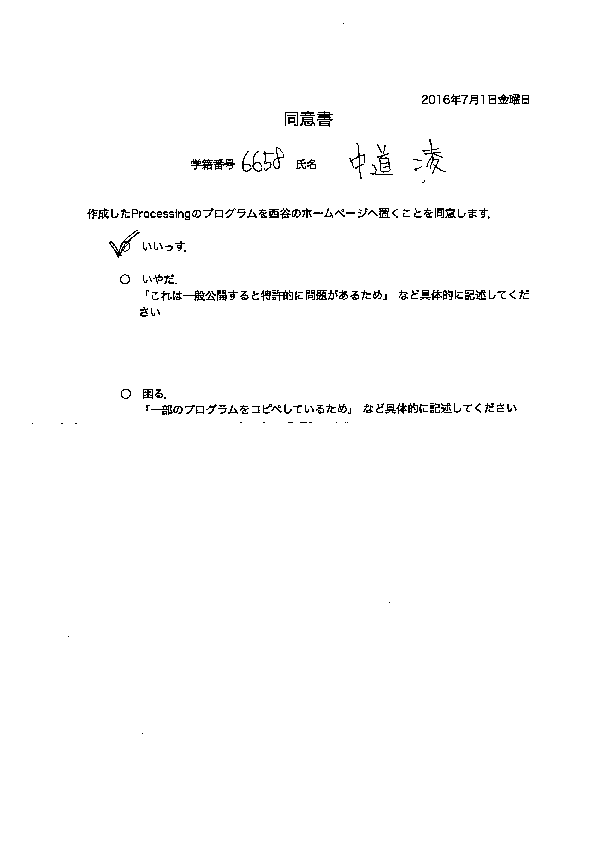 2016年7月1日金曜日
同意書
学籍番号 6658 氏名 中道 凌
作成したProcessingのプログラムを西谷のホームページへ置くことを同意します.
いいっす.
○ いやだ.
「これは一般公開すると特許的に問題があるため」 など具体的に記述してくだ
さい
○ 困る.
「一部のプログラムをコピペしているため」 など具体的に記述してください